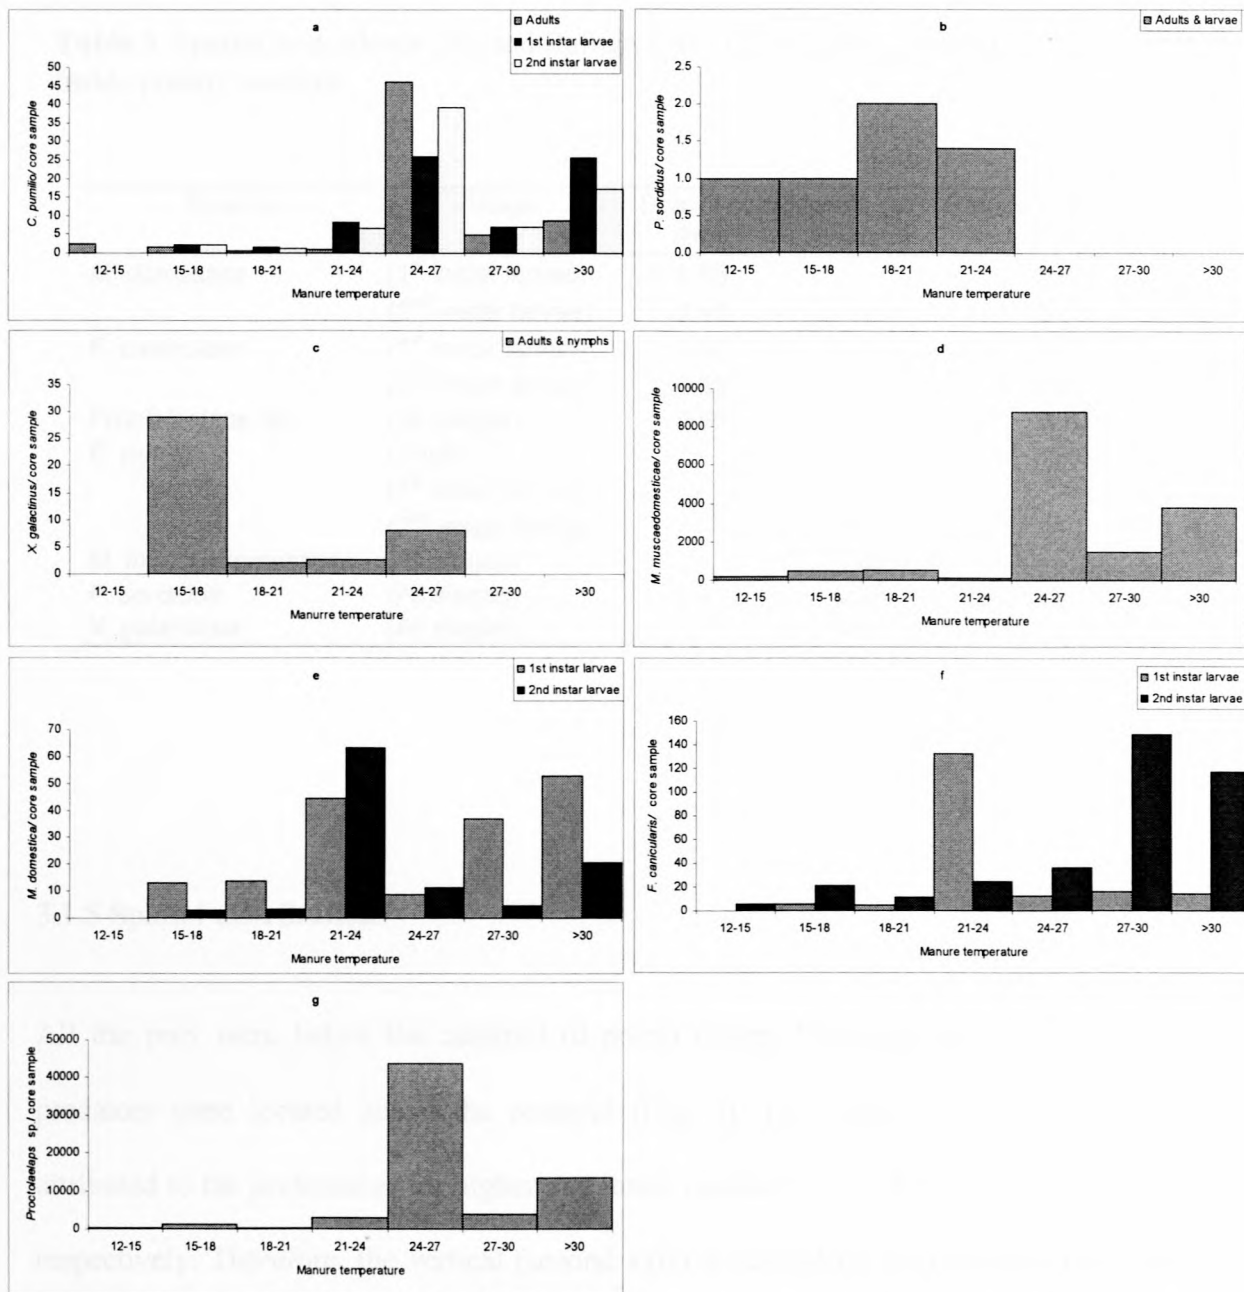 a
Adults
1st instar larvae
2nd instar larvae
C. pumilio/ core sample
50
45
40
35
30
25
20
15
10
5
0
12-15 15-18 18-21 21-24 24-27 27-30 >30
Manure temperature
b
Adults & larvae
P. sordidus/ core sample
2.5
2.0
1.5
1.0
0.5
0.0
12-15 15-18 18-21 21-24 24-27 27-30 >30
Manure temperature
c
Adults & nymphs
X. galactinus/ core sample
35
30
25
20
15
10
5
0
12-15 15-18 18-21 21-24 24-27 27-30 >30
Manure temperature
d
M. muscaedomesticae/ core sample
10000
8000
6000
4000
2000
0
12-15 15-18 18-21 21-24 24-27 27-30 >30
Manure temperature
e
1st instar larvae
2nd instar larvae
M. domestica/ core sample
70
60
50
40
30
20
10
0
12-15 15-18 18-21 21-24 24-27 27-30 >30
Manure temperature
f
1st instar larvae
2nd instar larvae
F. canicularis/ core sample
160
140
120
100
80
60
40
20
0
12-15 15-18 18-21 21-24 24-27 27-30 >30
Manure temperature
g
Proctolaelaps sp./ core sample
50000
40000
30000
20000
10000
0
12-15 15-18 18-21 21-24 24-27 27-30 >30
Manure temperature